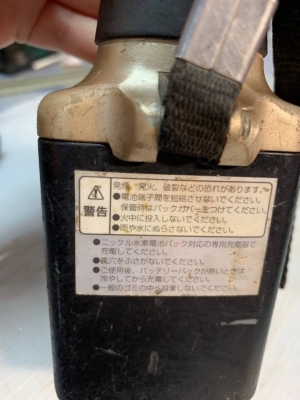 警告
発熱、発火、破裂などの恐れがあります。
●電池端子間を短絡させないでください。
保管時はパックカバーをつけてください。
●火中に投入しないでください。
●雨や水にぬらさないでください。
●ニッケル水素電池パック対応の専用充電器で
充電してください。
●風穴をふさがないでください。
●ご使用後、バッテリーパックが熱いときは
冷やしてから充電してください。
●一般のゴミの中へ投棄しないでください。